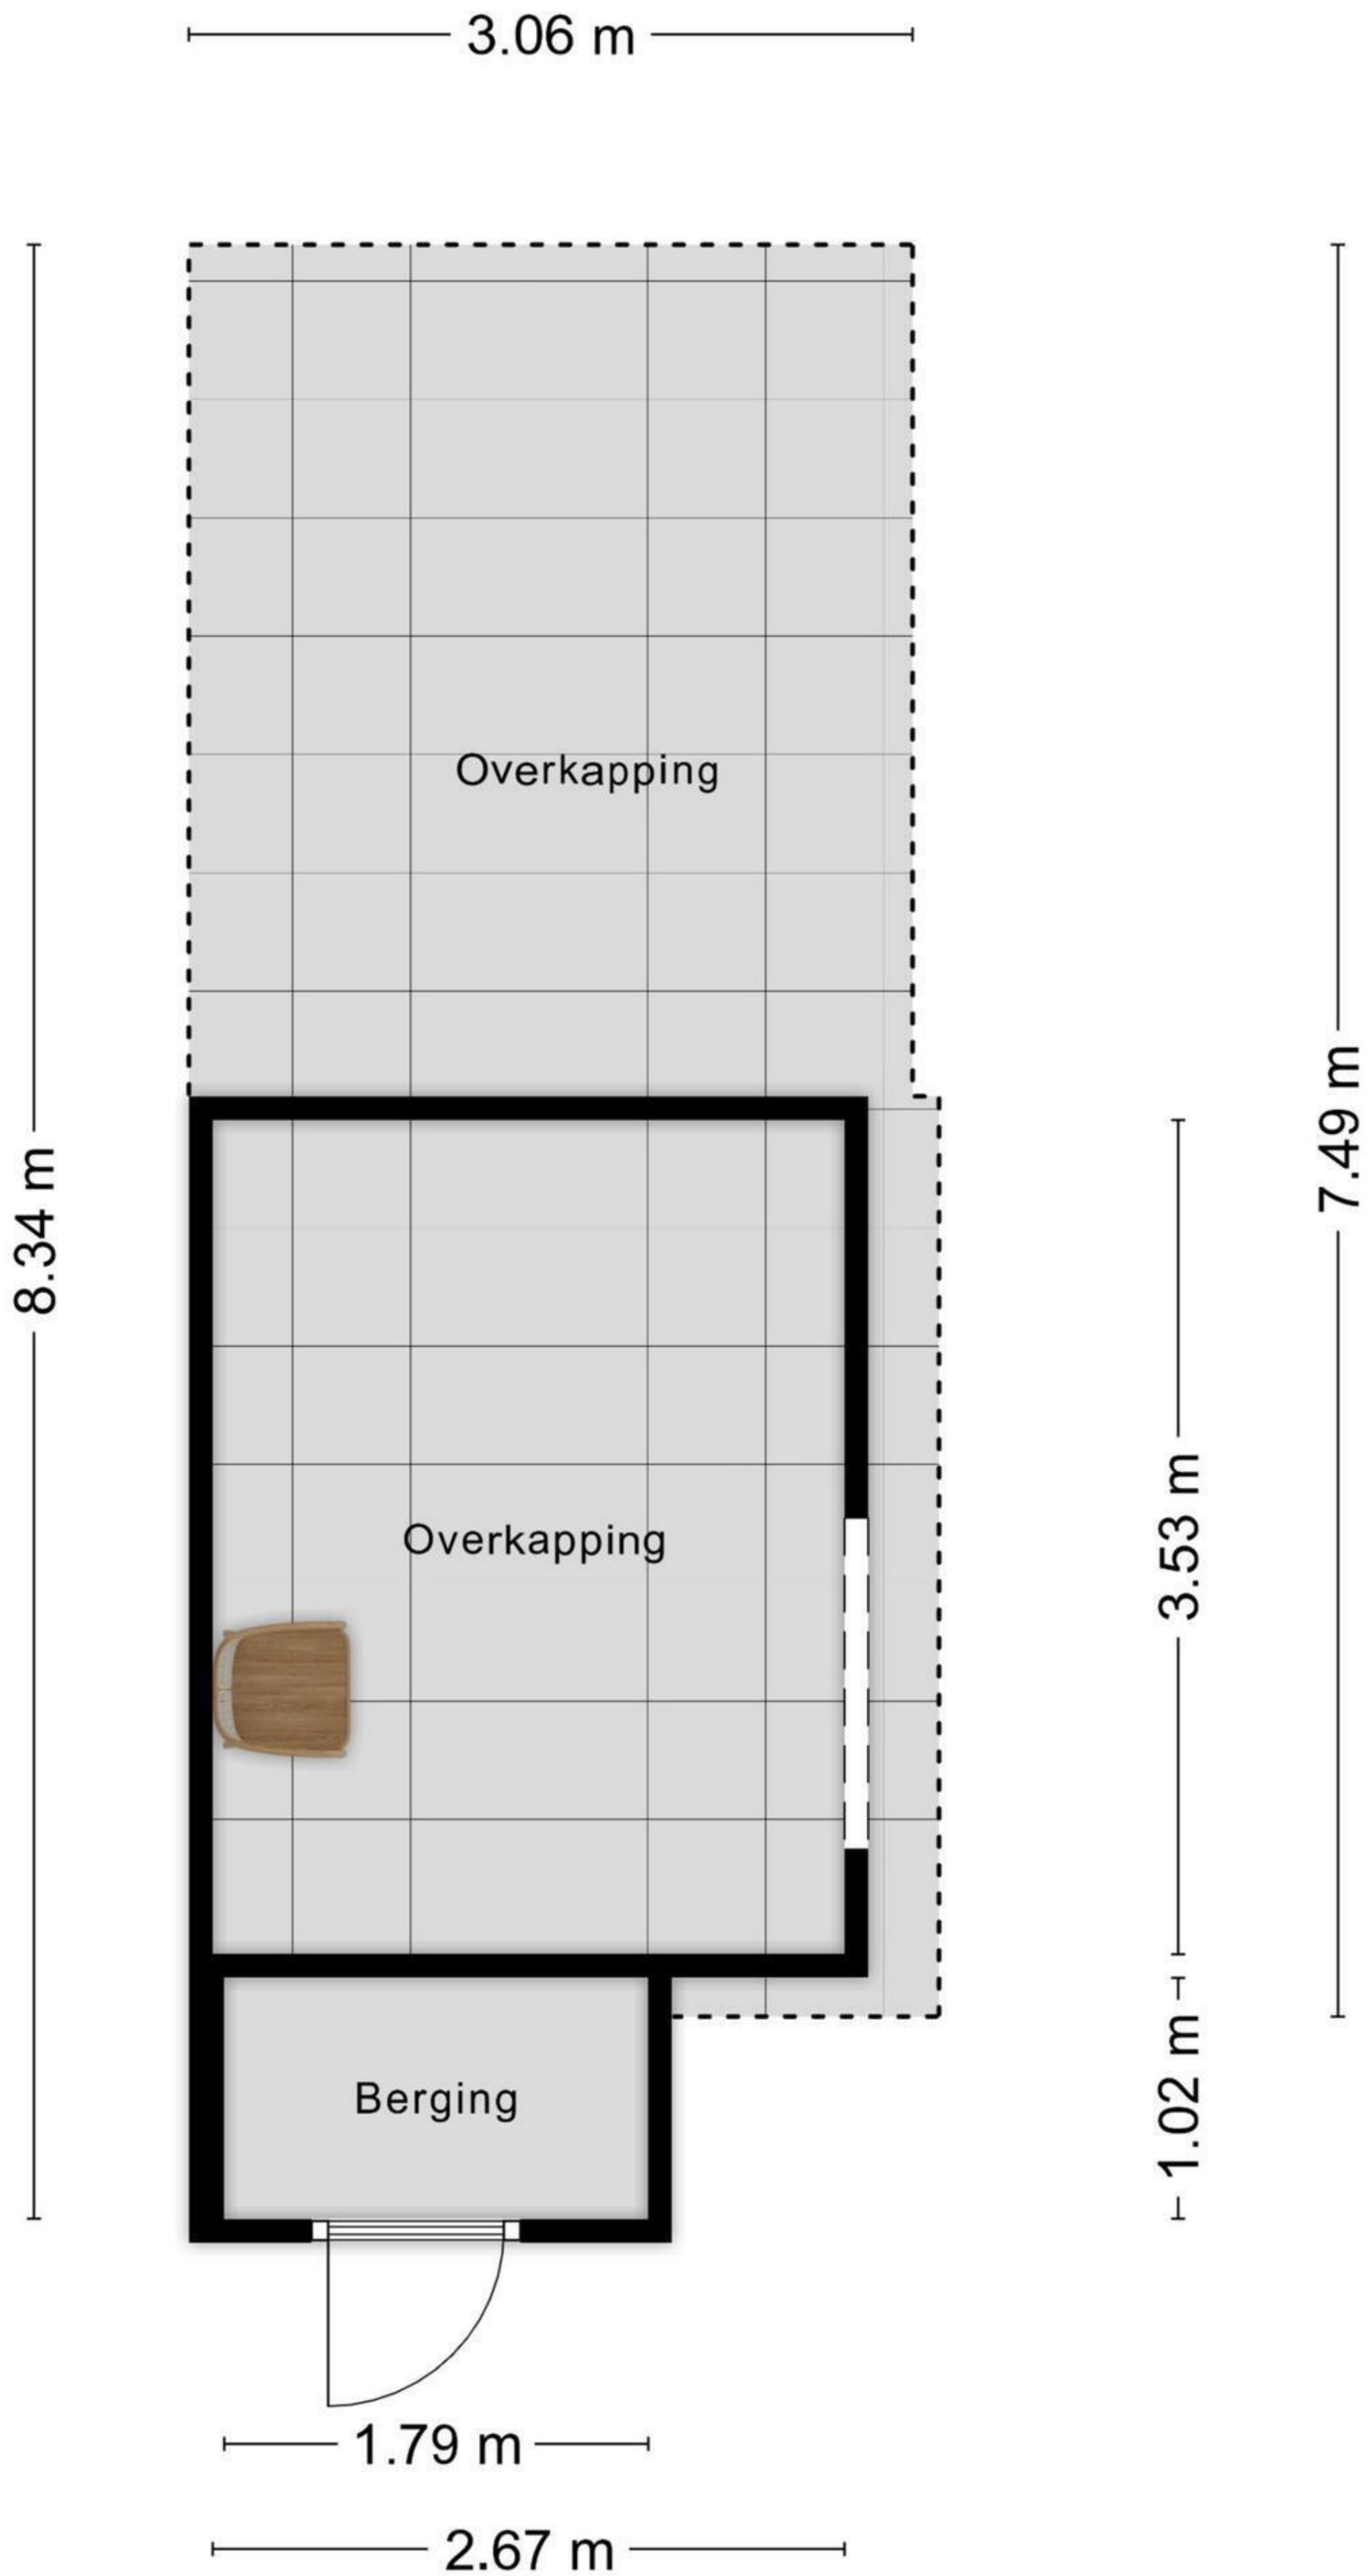 3.06 m
Overkapping
7.49 m
8.34 m
3.53 m
Overkapping
1.02 m
Berging
1.79 m
2.67 m